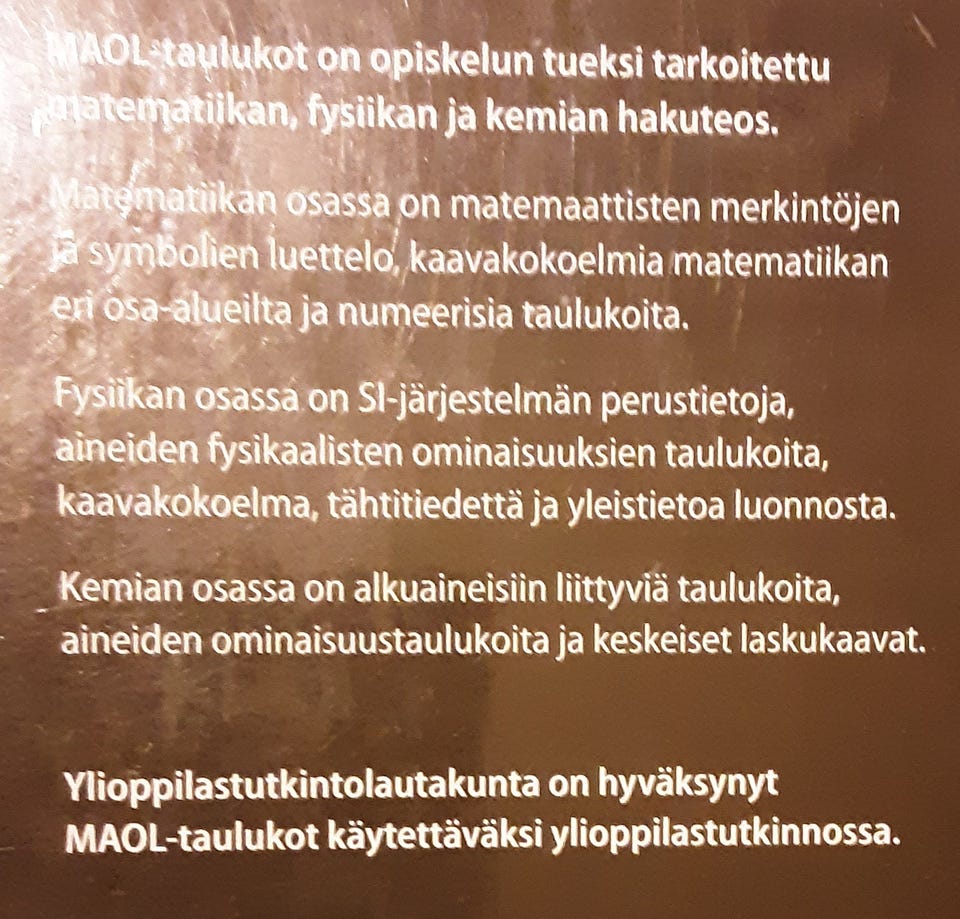 MAOL-taulukot on opiskelun tueksi tarkoitettu
matematiikan, fysiikan ja kemian hakuteos.
Matematiikan osassa on matemaattisten merkintöjen
ja symbolien luettelo, kaavakokoelmia matematiikan
eri osa-alueilta ja numeerisia taulukoita.
Fysiikan osassa on SI-järjestelmän perustietoja,
aineiden fysikaalisten ominaisuuksien taulukoita,
kaavakokoelma, tähtitiedettä ja yleistietoa luonnosta.
Kemian osassa on alkuaineisiin liittyviä taulukoita,
aineiden ominaisuustaulukoita ja keskeiset laskukaavat.
Ylioppilastutkintolautakunta on hyväksynyt
MAOL-taulukot käytettäväksi ylioppilastutkinnossa.